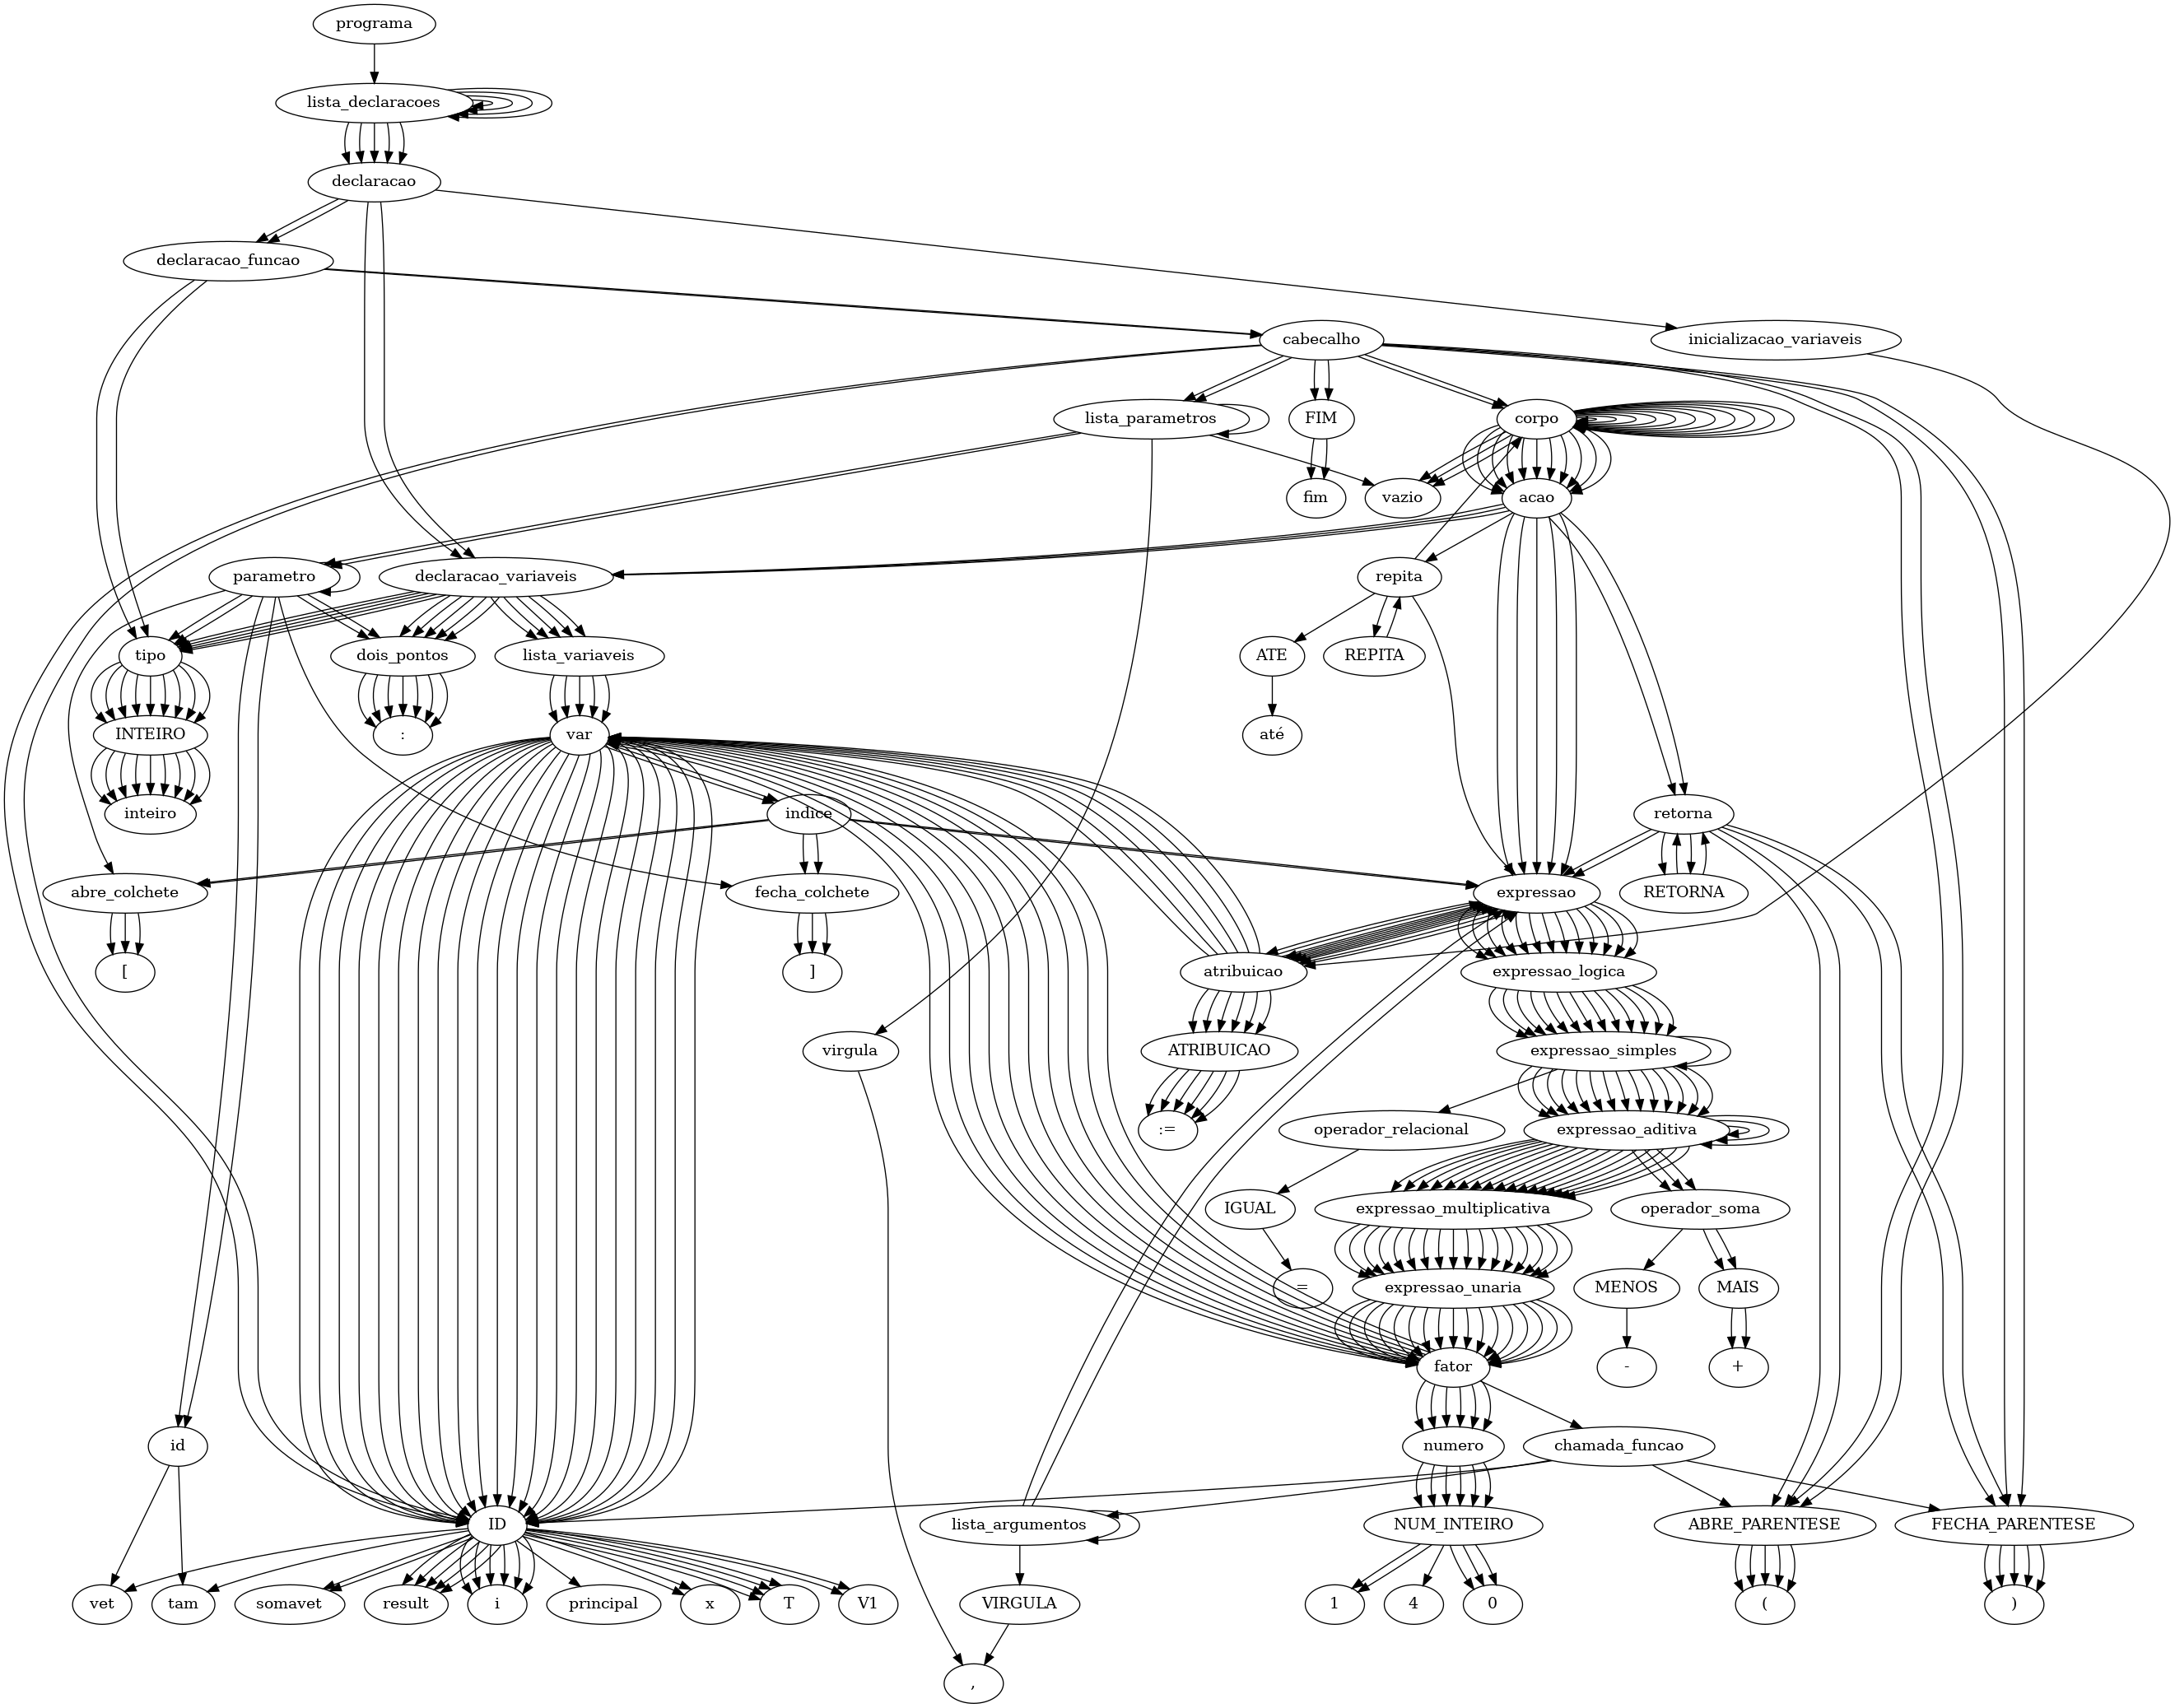 programa
lista_declaracoes
declaracao
declaracao_funcao
cabecalho
inicializacao_variaveis
lista_parametros
FIM
corpo
fim
vazio
acao
parametro
declaracao_variaveis
repita
tipo
dois_pontos
lista_variaveis
ATE
REPITA
INTEIRO
:
var
até
inteiro
indice
retorna
abre_colchete
fecha_colchete
expressao
RETORNA
[
]
atribuicao
expressao_logica
virgula
ATRIBUICAO
expressao_simples
:=
operador_relacional
expressao_aditiva
IGUAL
expressao_multiplicativa
operador_soma
=
expressao_unaria
MENOS
MAIS
fator
-
+
id
numero
chamada_funcao
ID
lista_argumentos
NUM_INTEIRO
ABRE_PARENTESE
FECHA_PARENTESE
vet
tam
somavet
result
i
principal
x
T
V1
VIRGULA
1
4
0
(
)
,